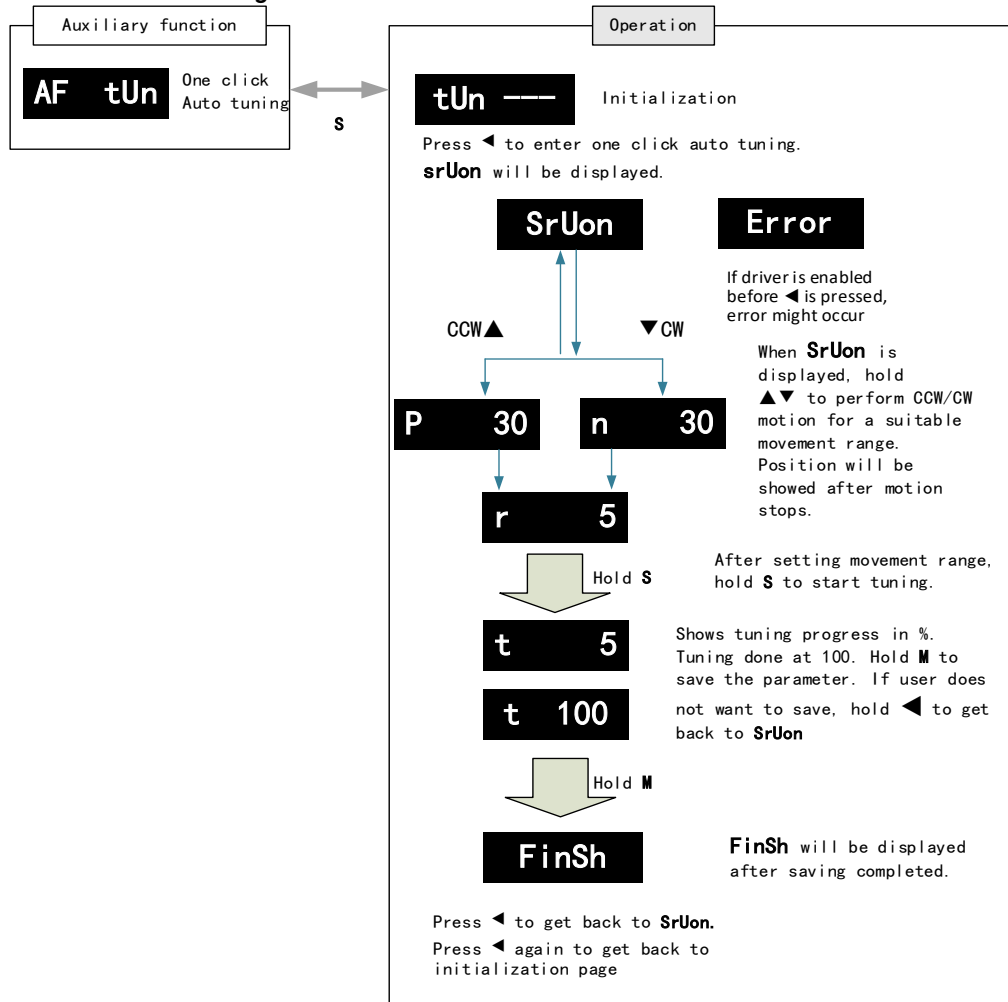 Auxiliary function
AF tUn
One click
Auto tuning
S
Operation
tUn ---
Initialization
Press ◀ to enter one click auto tuning.
srUon will be displayed.
SrUon
Error
If driver is enabled
before ◀ is pressed,
error might occur
CCW▲
▼CW
When SrUon is
displayed, hold
▲▼ to perform CCW/CW
motion for a suitable
movement range.
Position will be
showed after motion
stops.
P 30
n 30
r 5
Hold S
After setting movement range,
hold S to start tuning.
t 5
Shows tuning progress in %.
Tuning done at 100. Hold M to
save the parameter. If user does
not want to save, hold ◀ to get
back to SrUon
t 100
Hold M
FinSh
FinSh will be displayed
after saving completed.
Press ◀ to get back to SrUon.
Press ◀ again to get back to
initialization page